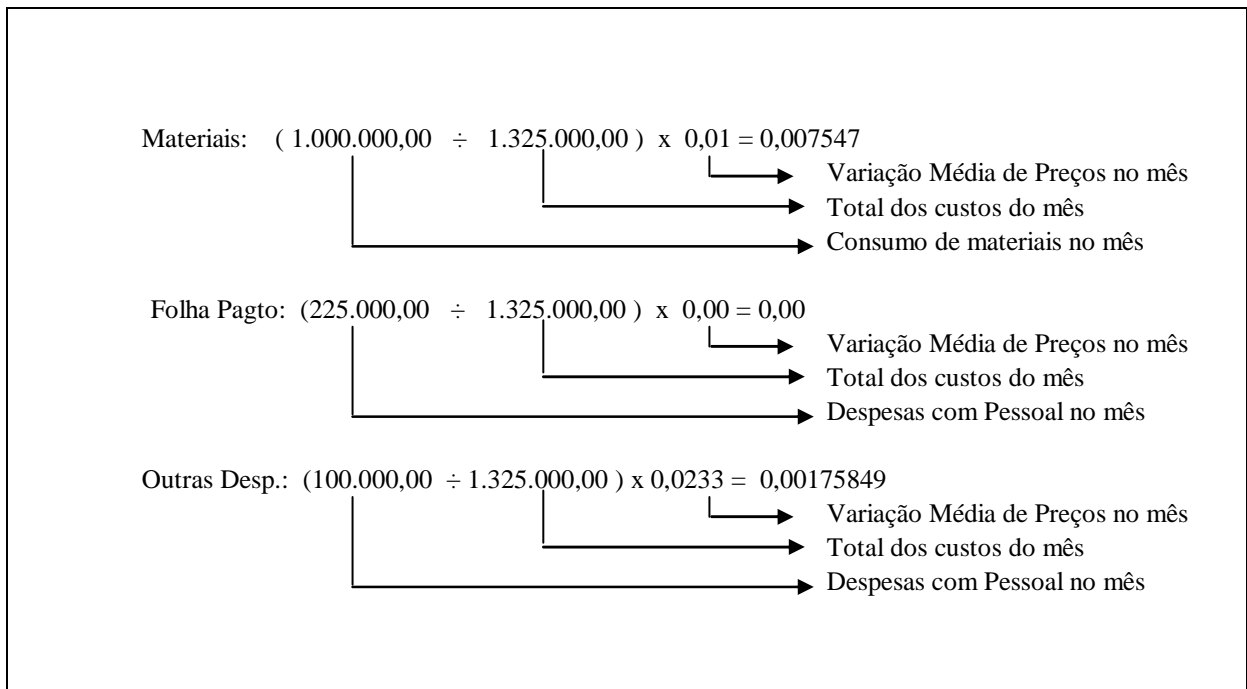 Materiais: ( 1.000.000,00 ÷ 1.325.000,00 ) x 0,01 = 0,007547
Variação Média de Preços no mês
Total dos custos do mês
Consumo de materiais no mês
Folha Pagto: (225.000,00 ÷ 1.325.000,00 ) x 0,00 = 0,00
Variação Média de Preços no mês
Total dos custos do mês
Despesas com Pessoal no mês
Outras Desp.: (100.000,00 ÷ 1.325.000,00 ) x 0,0233 = 0,00175849
Variação Média de Preços no mês
Total dos custos do mês
Despesas com Pessoal no mês